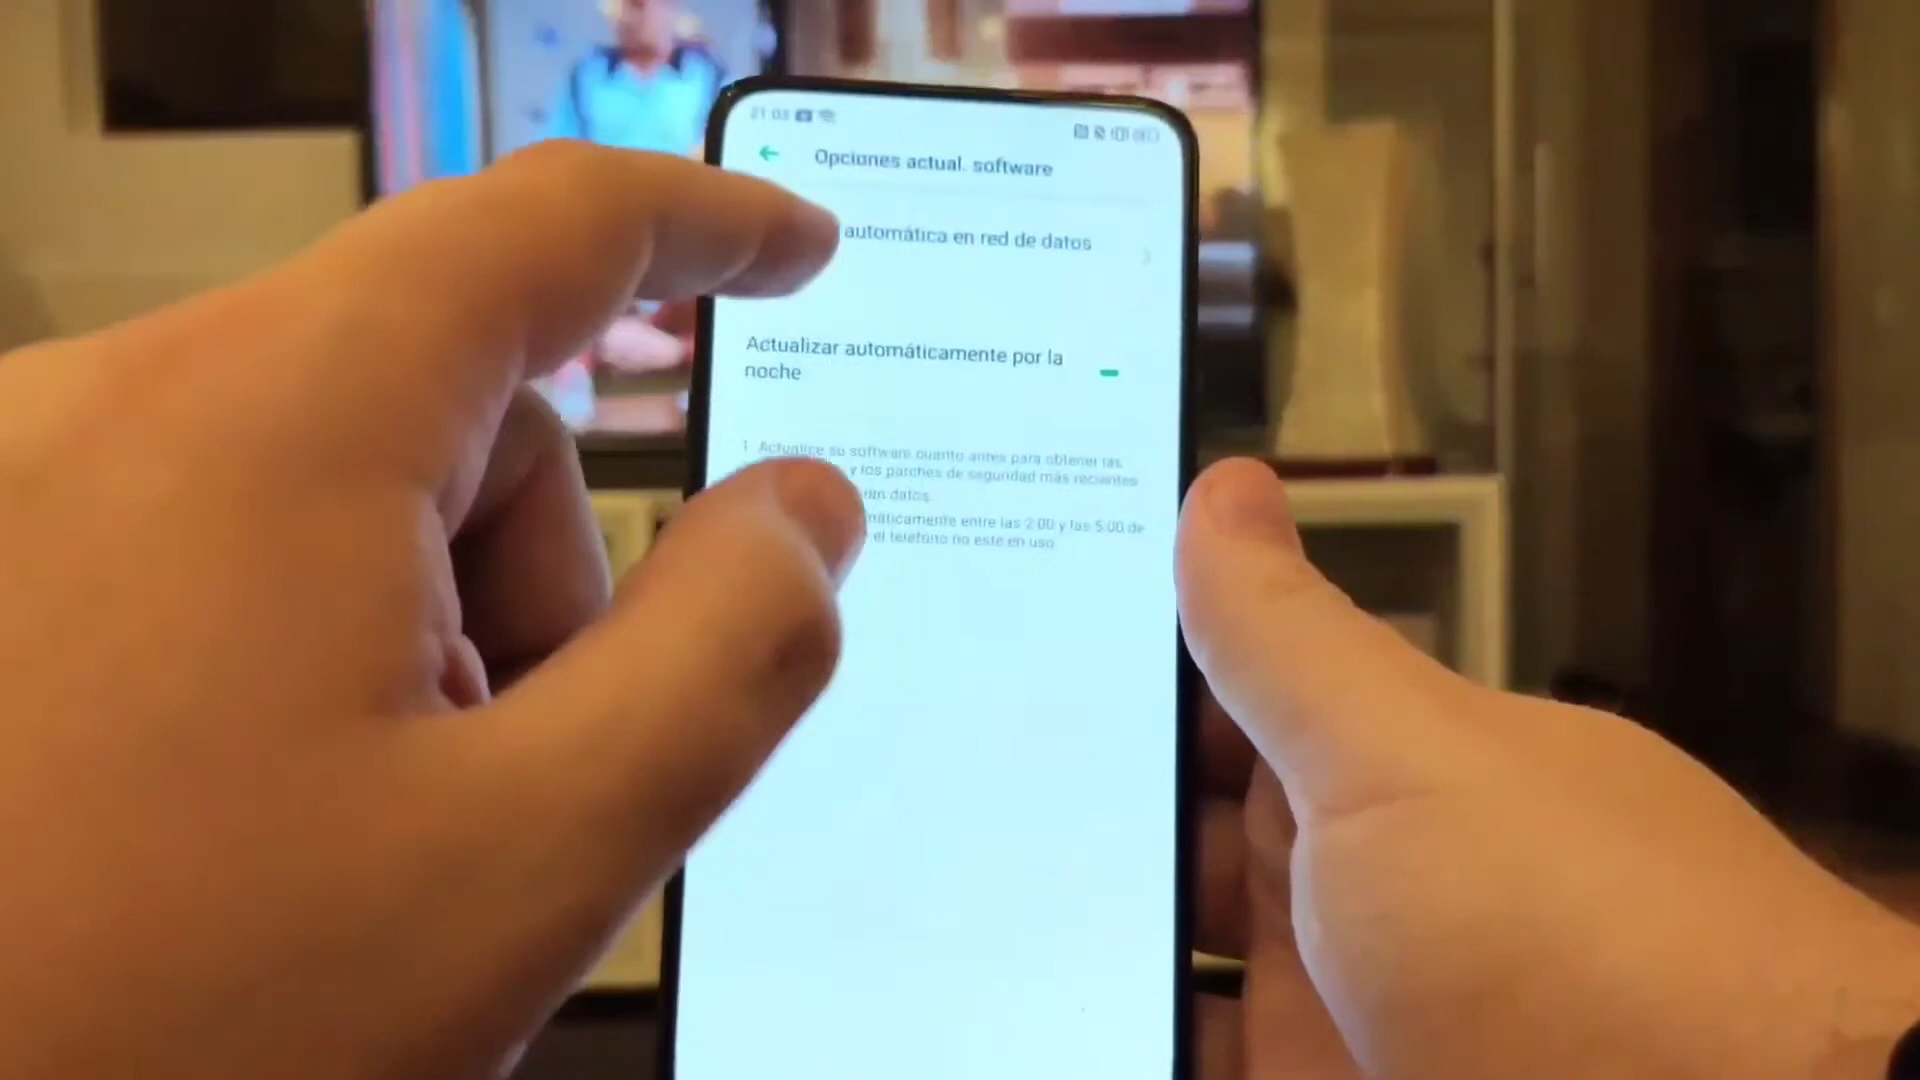 21:03
Opciones actual. software
automática en red de datos
Actualizar automáticamente por la
noche
1. Actualice su software cuanto antes para obtener las
y los parches de seguridad más recientes
datos.
entre las 2:00 y las 5:00 de
el teléfono no esté en uso.